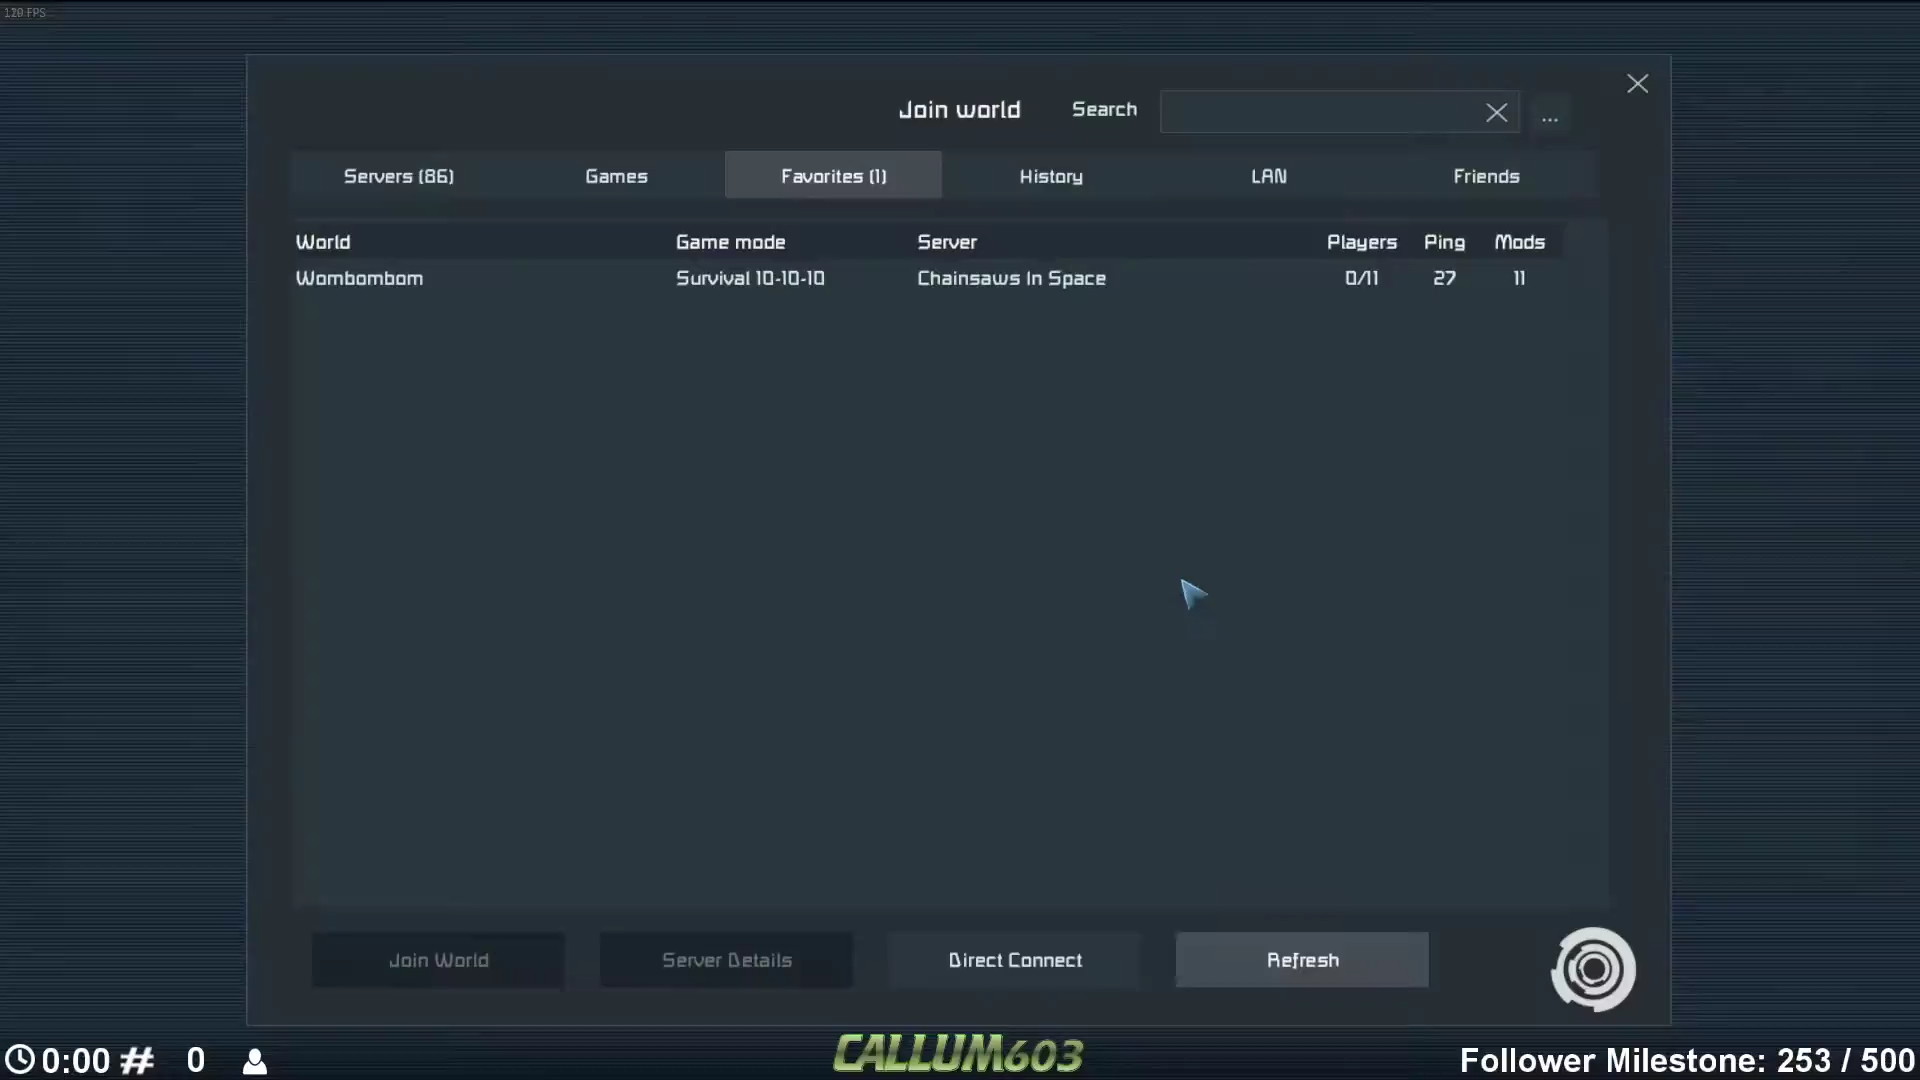 120 FPS
Join world Search
...
Servers (86) Games Favorites (1) History LAN Friends
World Game mode Server Players Ping Mods
Wombombom Survival 10-10-10 Chainsaws In Space 0/11 27 11
Join World Server Details Direct Connect Refresh
0:00 # 0 CALLUM603 Follower Milestone: 253 / 500